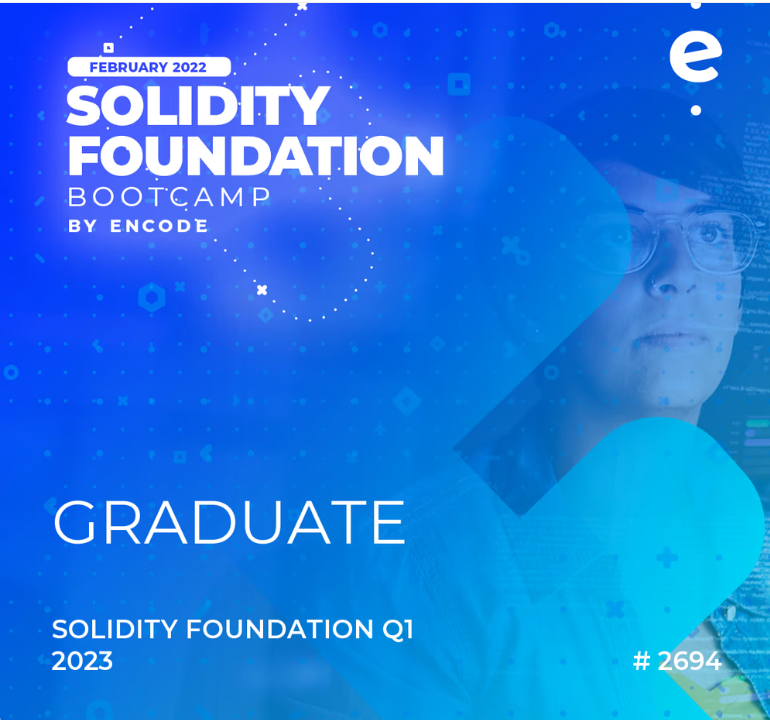 e
FEBRUARY 2022
SOLIDITY
FOUNDATION
BOOTCAMP
BY ENCODE
GRADUATE
SOLIDITY FOUNDATION Q1
2023
# 2694